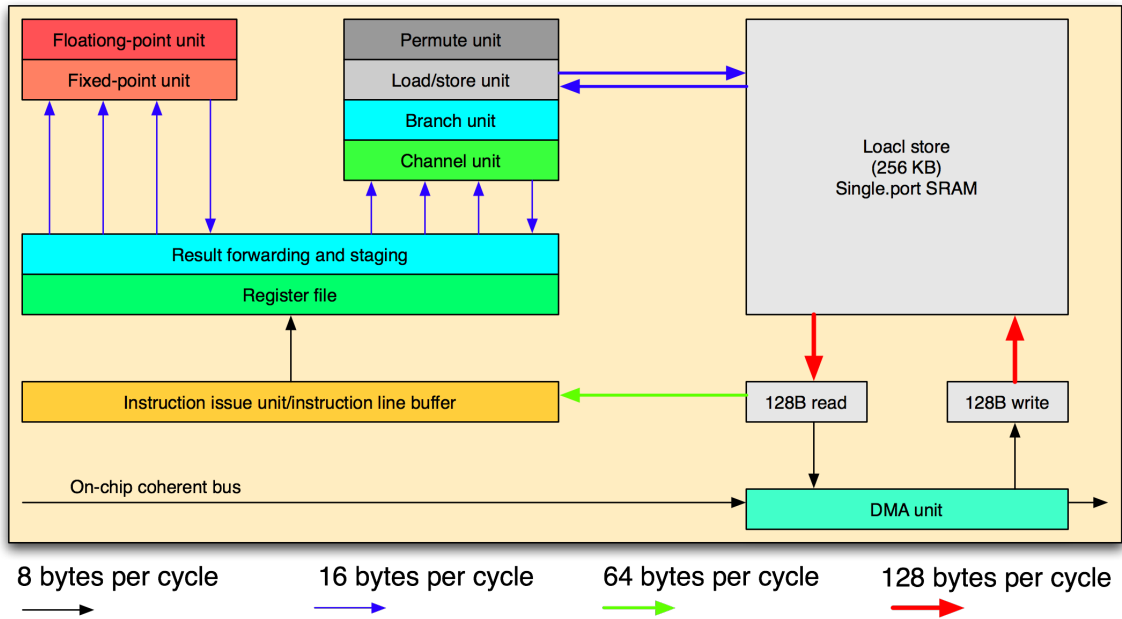 Floationg-point unit
Fixed-point unit
Permute unit
Load/store unit
Branch unit
Channel unit
Loacl store
(256 KB)
Single.port SRAM
Result forwarding and staging
Register file
Instruction issue unit/instruction line buffer
128B read
128B write
On-chip coherent bus
DMA unit
8 bytes per cycle
16 bytes per cycle
64 bytes per cycle
128 bytes per cycle